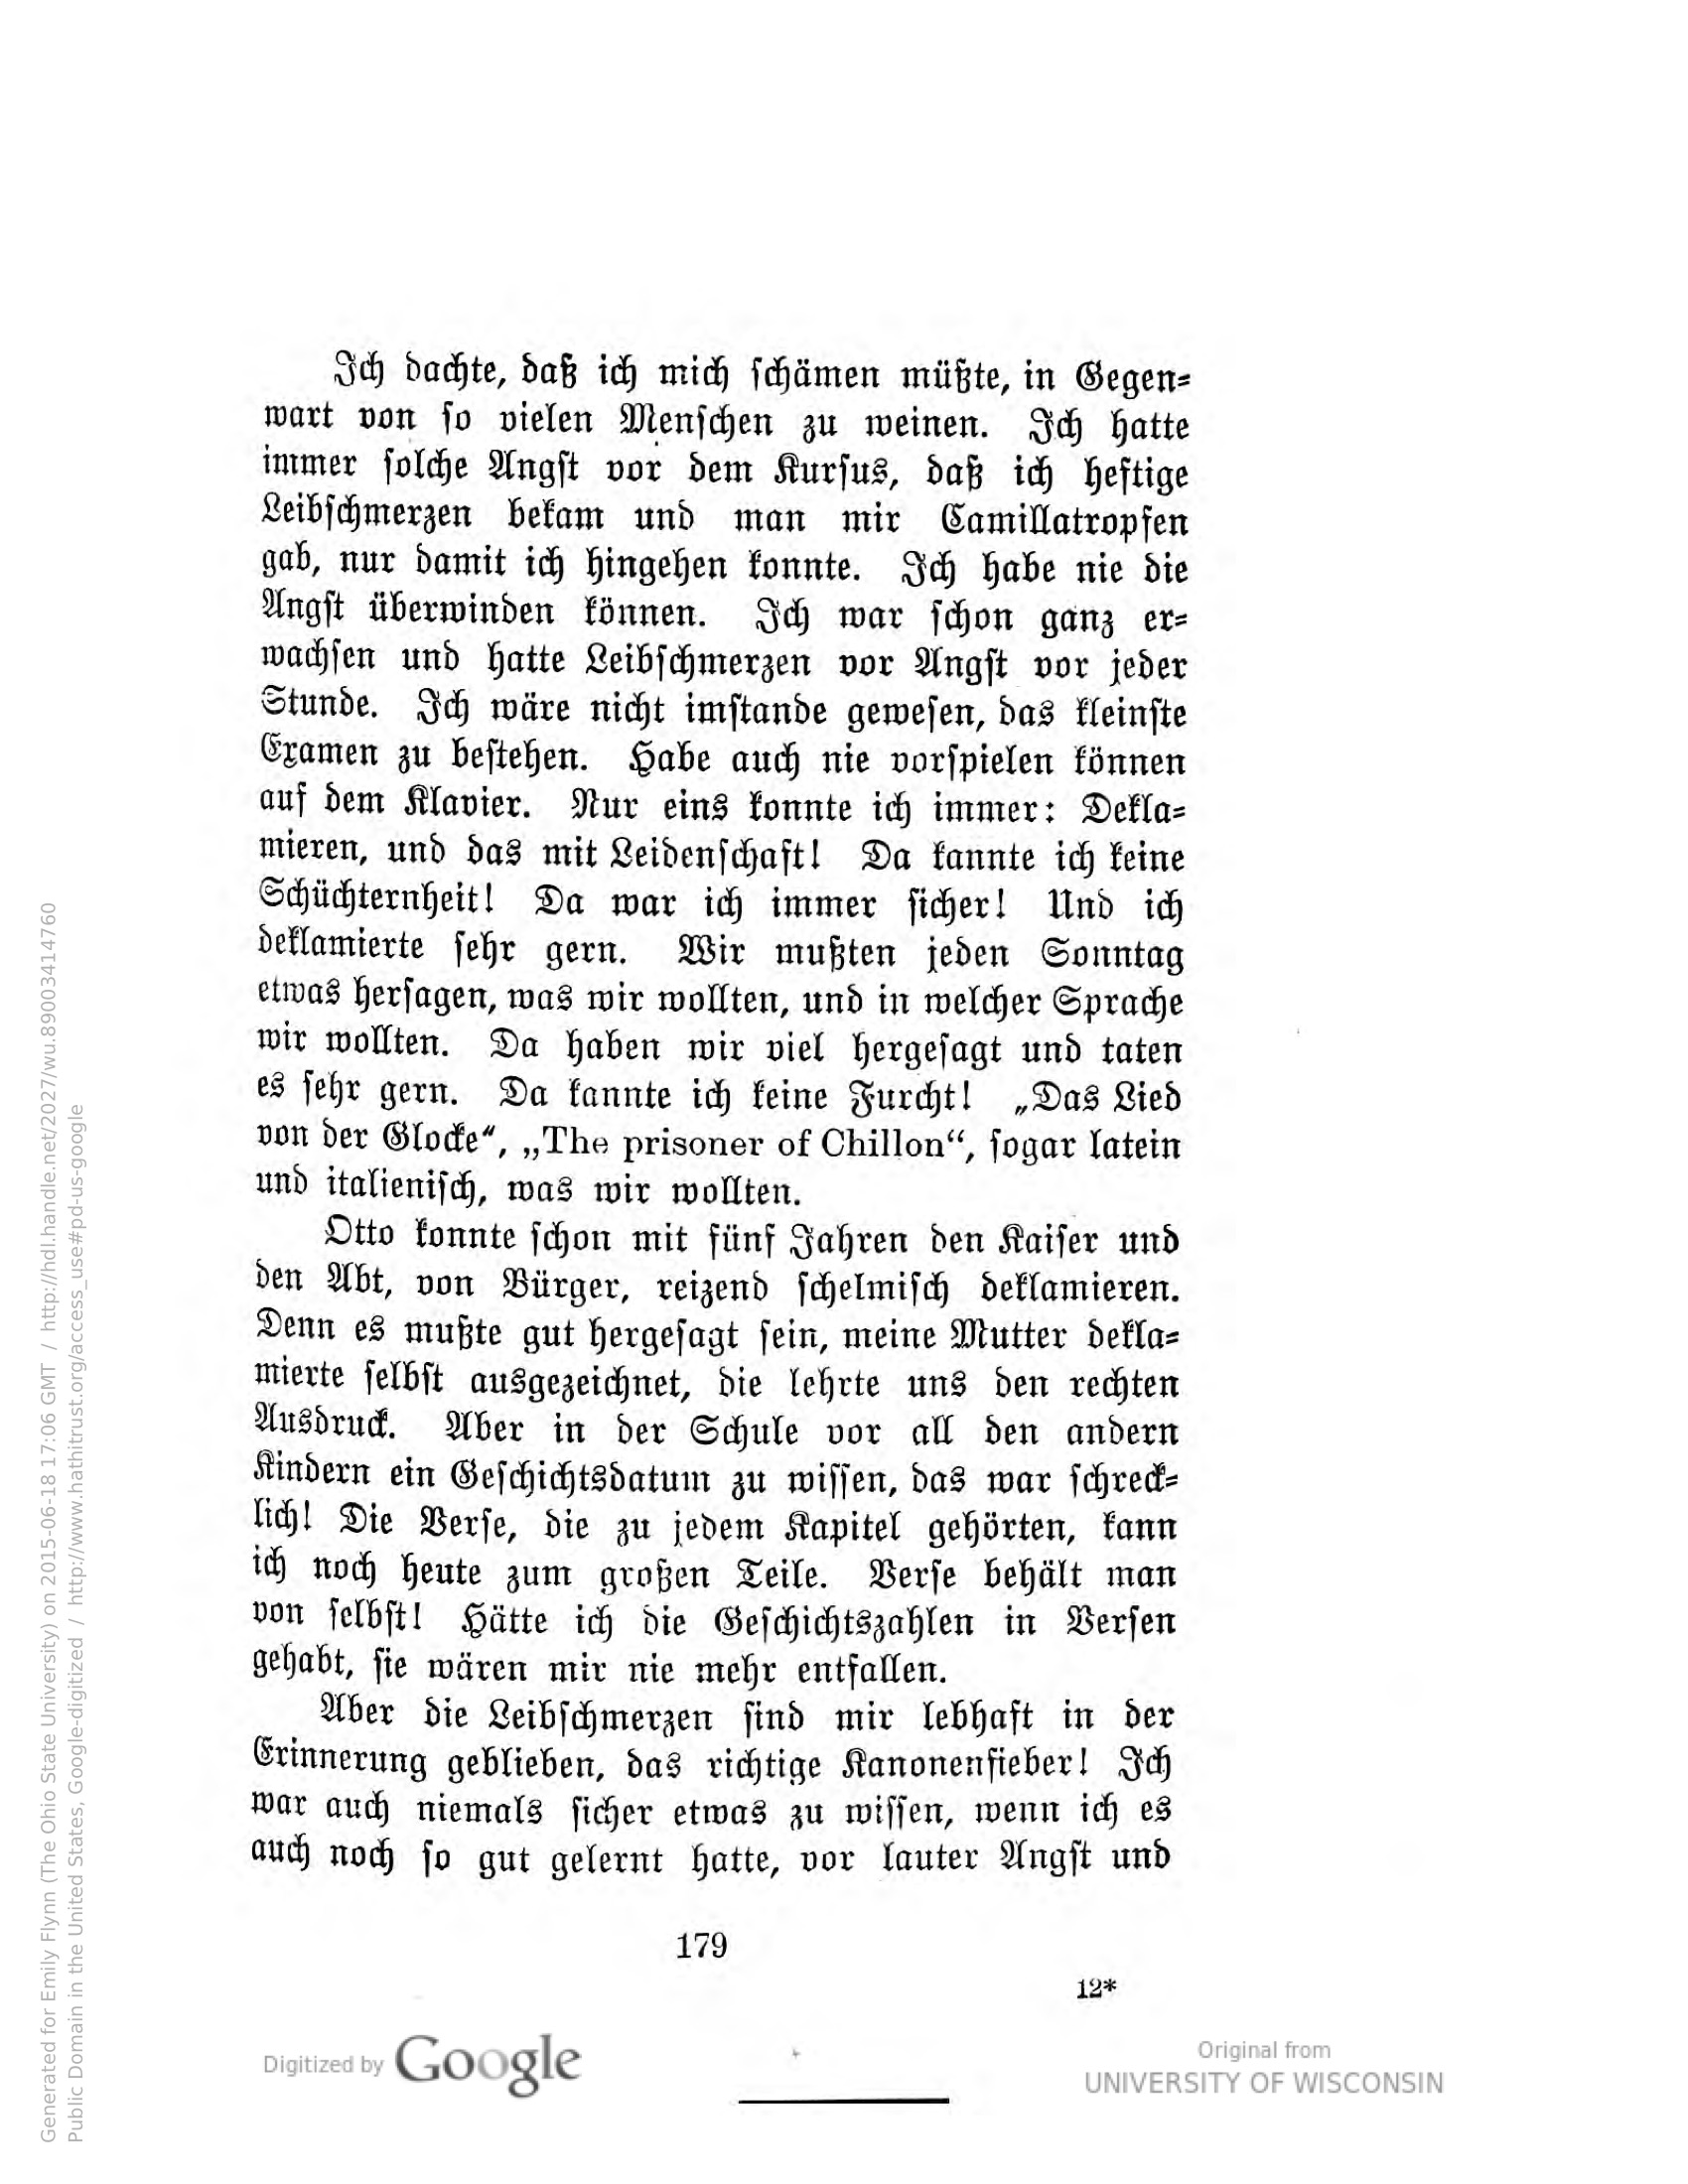 Ich dachte, daß ich mich schämen müßte, in Gegen-
wart von so vielen Menschen zu weinen. Ich hatte
immer solche Angst vor dem Kursus, daß ich heftige
Leibschmerzen bekam und man mir Camillatropfen
gab, nur damit ich hingehen konnte. Ich habe nie die
Angst überwinden können. Ich war schon ganz er-
wachsen und hatte Leibschmerzen vor Angst vor jeder
Stunde. Ich wäre nicht imstande gewesen, das kleinste
Examen zu bestehen. Habe auch nie vorspielen können
auf dem Klavier. Nur eins konnte ich immer: Dekla-
mieren, und das mit Leidenschaft! Da kannte ich keine
Schüchternheit! Da war ich immer sicher! Und ich
deklamierte sehr gern. Wir mußten jeden Sonntag
etwas hersagen, was wir wollten, und in welcher Sprache
wir wollten. Da haben wir viel hergesagt und taten
es sehr gern. Da kannte ich keine Furcht! „Das Lied
von der Glocke“, „The prisoner of Chillon“, sogar latein
und italienisch, was wir wollten.
Otto konnte schon mit fünf Jahren den Kaiser und
den Abt, von Bürger, reizend schelmisch deklamieren.
Denn es mußte gut hergesagt sein, meine Mutter dekla-
mierte selbst ausgezeichnet, die lehrte uns den rechten
Ausdruck. Aber in der Schule vor all den andern
Kindern ein Geschichtsdatum zu wissen, das war schreck-
lich! Die Verse, die zu jedem Kapitel gehörten, kann
ich noch heute zum großen Teile. Verse behält man
von selbst! Hätte ich die Geschichtszahlen in Versen
gehabt, sie wären mir nie mehr entfallen.
Aber die Leibschmerzen sind mir lebhaft in der
Erinnerung geblieben, das richtige Kanonenfieber! Ich
war auch niemals sicher etwas zu wissen, wenn ich es
auch noch so gut gelernt hatte, vor lauter Angst und
179
12*
Digitized by Google
Original from
UNIVERSITY OF WISCONSIN
Generated for Emily Flynn (The Ohio State University) on 2015-06-18 17:06 GMT / http://hdl.handle.net/2027/wu.89003414760
Public Domain in the United States, Google-digitized / http://www.hathitrust.org/access_use#pd-us-google